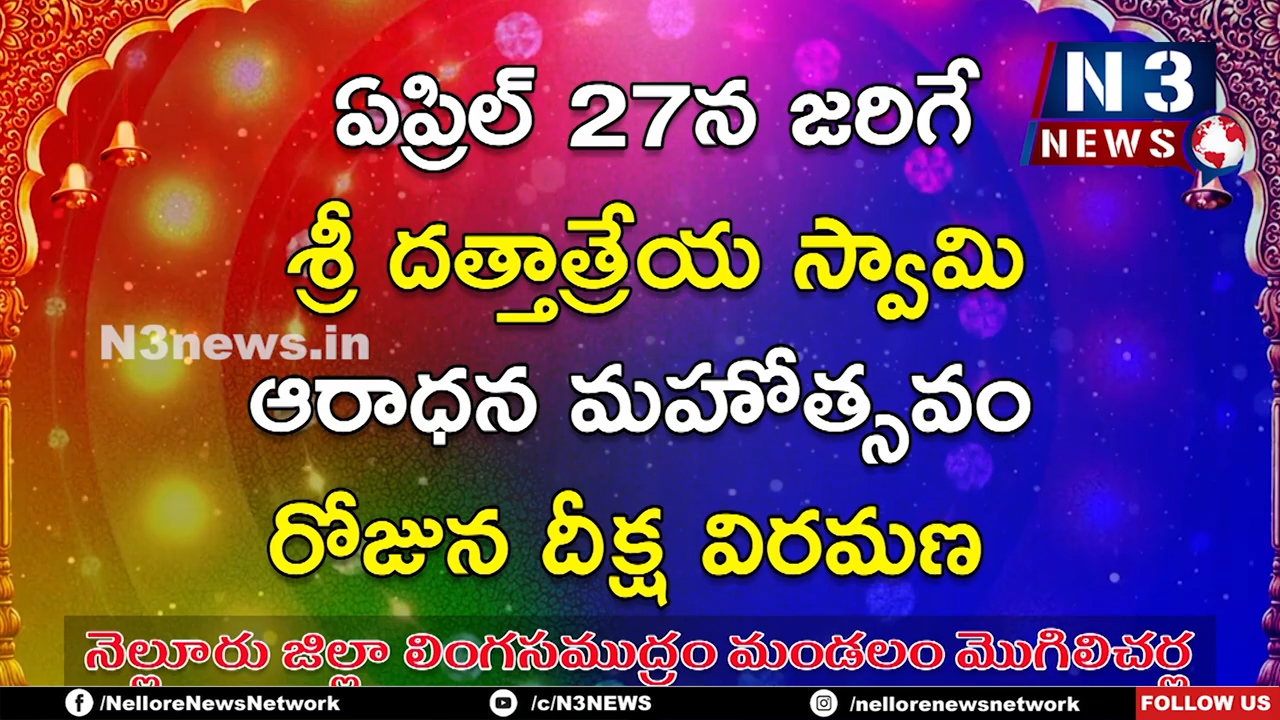 ఏప్రిల్ 27న జరిగే
N 3
NEWS
శ్రీ దత్తాత్రేయ స్వామి
N3news.in
ఆరాధన మహోత్సవం
రోజున దీక్ష విరమణ
నెల్లూరు జిల్లా లింగసముద్రం మండలం మొగిలిచర్ల
/NelloreNewsNetwork /c/N3NEWS /nellorenewsnetwork FOLLOW US